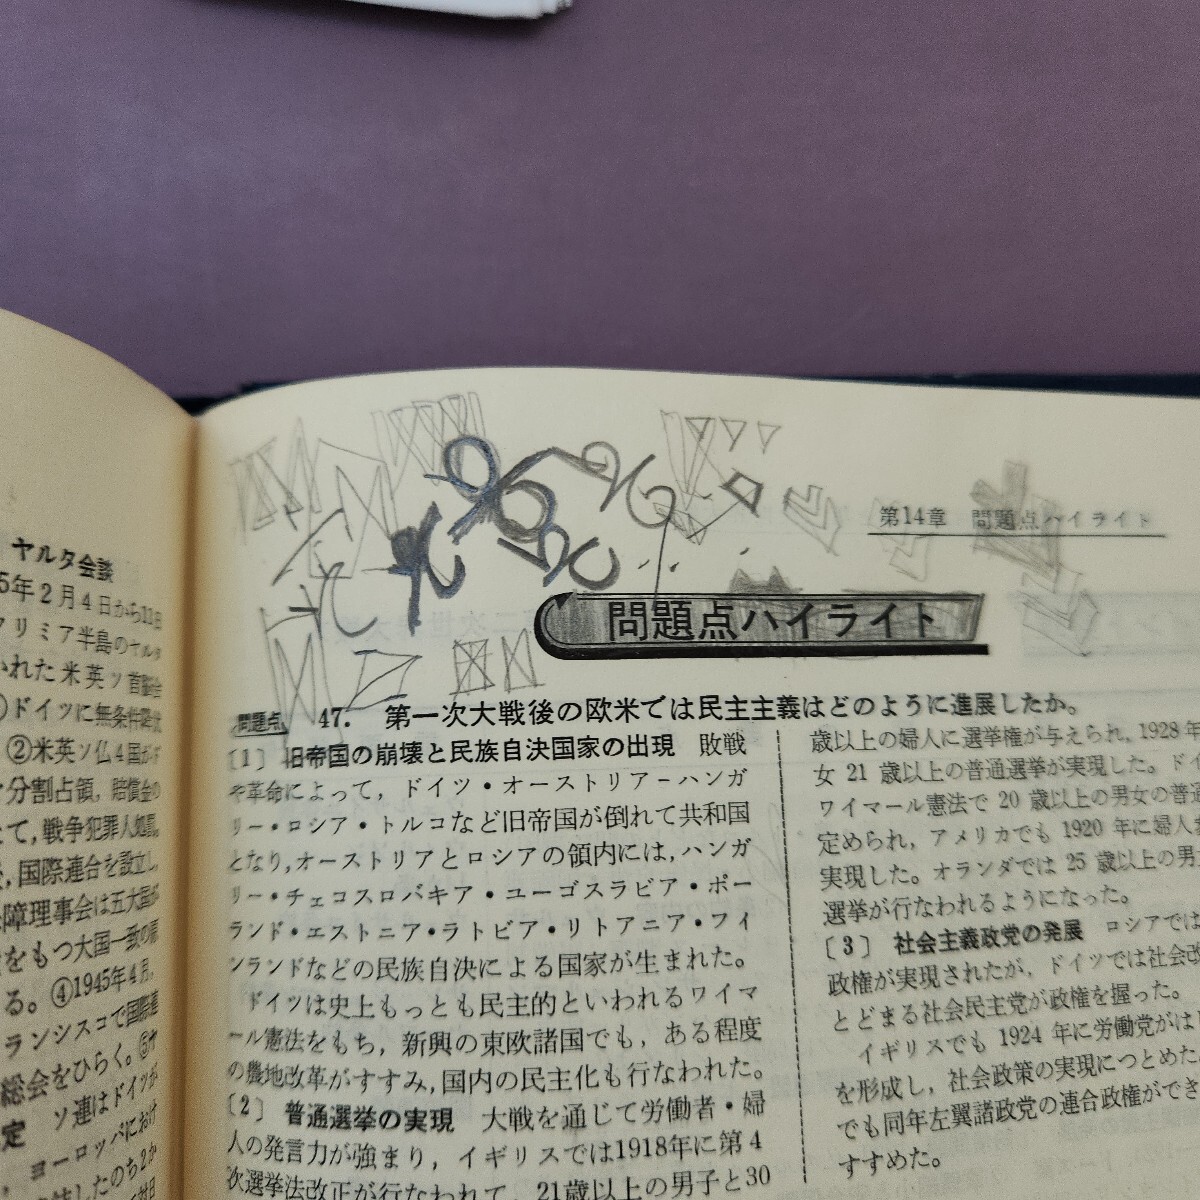 ヤルタ会談
5年2月4日から11日
クリミア半島のヤルタ
いれた米英ソ首脳会
ドイツに無条件降伏
②米英ソ仏4国が
分割占領，賠償金の
て，戦争犯罪人処罰，
，国際連合を設立し，
障理事会は五大国が
をもつ大国一致の原
る。④1945年4月，
ランシスコで国際連
総会をひらく。⑤ヤ
定　ソ連はドイツが
ヨーロッパにおけ
したのち2か
第14章　問題点ハイライト
問題点ハイライト
問題点　47.　第一次大戦後の欧米では民主主義はどのように進展したか。
〔1〕　旧帝国の崩壊と民族自決国家の出現　敗戦
や革命によって，ドイツ・オーストリア－ハンガ
リー・ロシア・トルコなど旧帝国が倒れて共和国
となり，オーストリアとロシアの領内には，ハンガ
リー・チェコスロバキア・ユーゴスラビア・ポー
ランド・エストニア・ラトビア・リトアニア・フィ
ンランドなどの民族自決による国家が生まれた。
ドイツは史上もっとも民主的といわれるワイマ
ール憲法をもち，新興の東欧諸国でも，ある程度
の農地改革がすすみ，国内の民主化も行なわれた。
〔2〕　普通選挙の実現　大戦を通じて労働者・婦
人の発言力が強まり，イギリスでは1918年に第4
次選挙法改正が行なわれて，21歳以上の男子と30
歳以上の婦人に選挙権が与えられ，1928年
女21歳以上の普通選挙が実現した。ドイ
ワイマール憲法で20歳以上の男女の普通
定められ，アメリカでも1920年に婦人
実現した。オランダでは25歳以上の男
選挙が行なわれるようになった。
〔3〕　社会主義政党の発展　ロシアでは
政権が実現されたが，ドイツでは社会改
とどまる社会民主党が政権を握った。
イギリスでも1924年に労働党がは
を形成し，社会政策の実現につとめた。
でも同年左翼諸政党の連合政権ができ
すすめた。